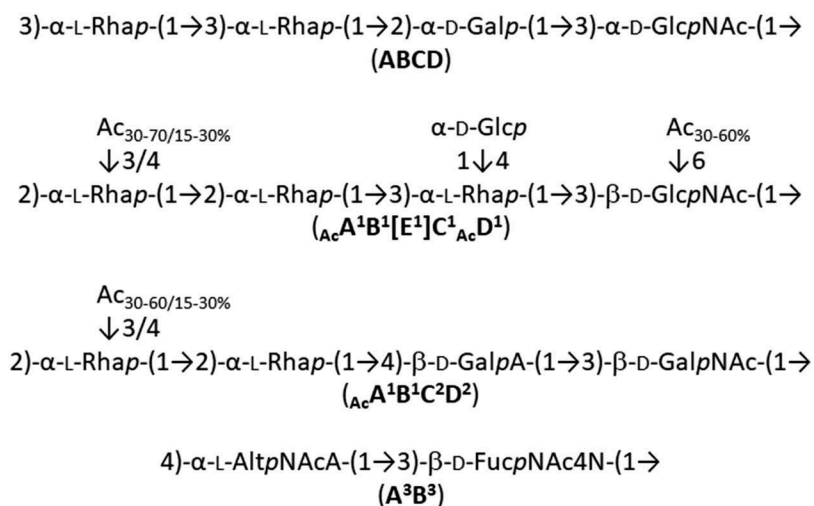 3)-α-L-Rhap-(1→3)-α-L-Rhap-(1→2)-α-D-Galp-(1→3)-α-D-GlcpNAc-(1→
(ABCD)
Ac30-70/15-30% α-D-Glcp Ac30-60%
↓3/4 1↓4 ↓6
2)-α-L-Rhap-(1→2)-α-L-Rhap-(1→3)-α-L-Rhap-(1→3)-β-D-GlcpNAc-(1→
(AcA¹B¹[E¹]C¹AcD¹)
Ac30-60/15-30%
↓3/4
2)-α-L-Rhap-(1→2)-α-L-Rhap-(1→4)-β-D-GalpA-(1→3)-β-D-GalpNAc-(1→
(AcA¹B¹C²D²)
4)-α-L-AltpNAcA-(1→3)-β-D-FucpNAc4N-(1→
(A³B³)